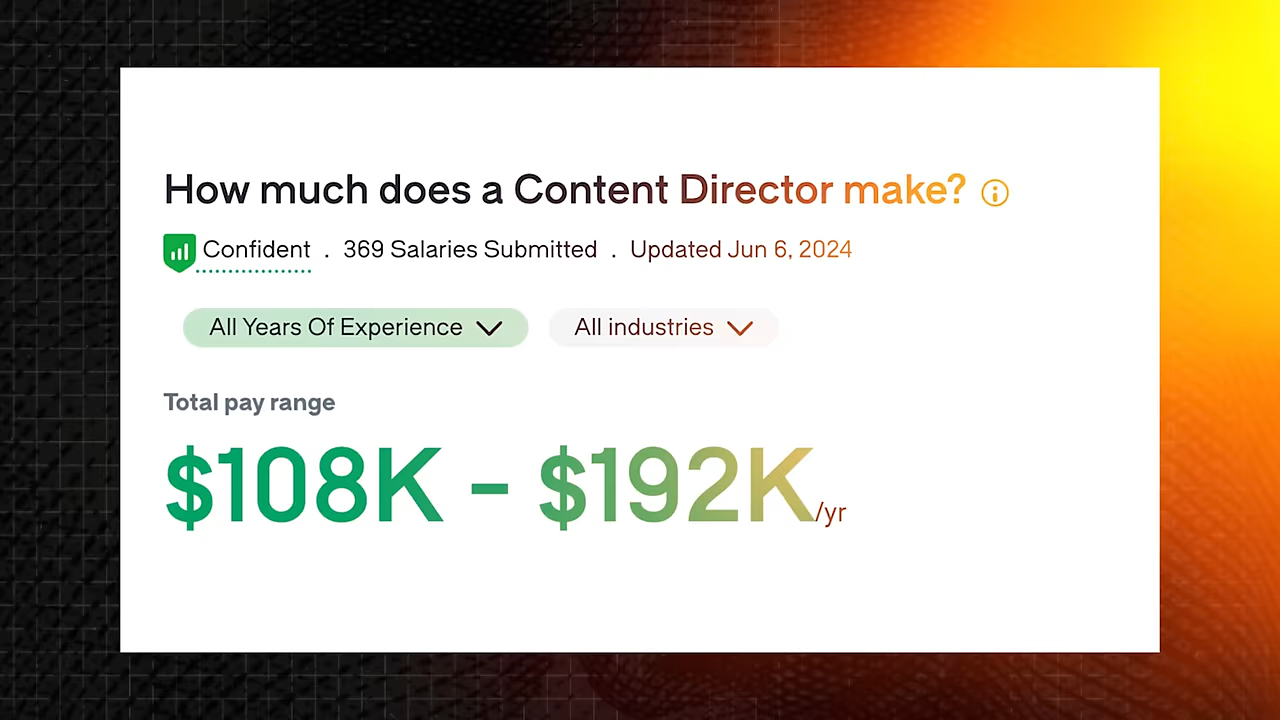 How much does a Content Director make?
Confident . 369 Salaries Submitted . Updated Jun 6, 2024
All Years Of Experience All industries
Total pay range
$108K - $192K/yr